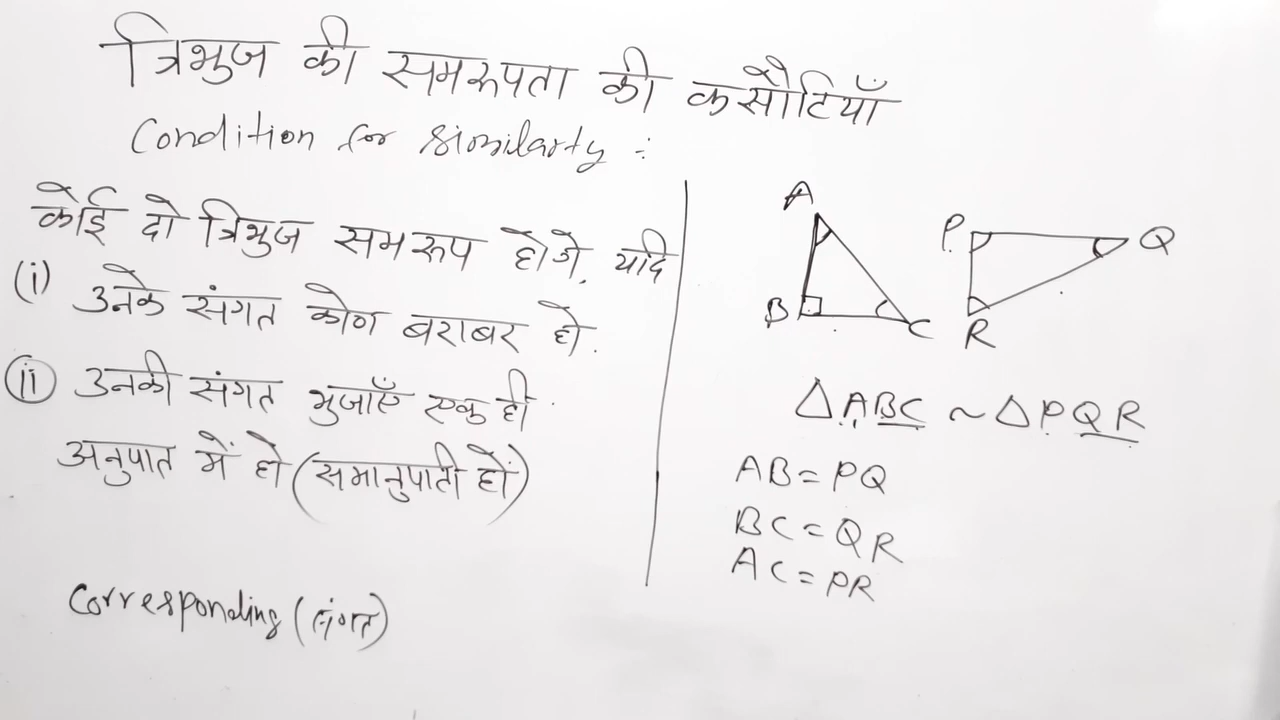 त्रिभुज की समरूपता की कसौटियाँ
Condition for similarty :
कोई दो त्रिभुज समरूप होगे, यदि
(i) उनके संगत कोण बराबर हो.
(ii) उनकी संगत भुजाएँ एक ही
अनुपात में हो (समानुपाती हों)
Corresponding (संगत)
A
B
C
P
Q
R
△ABC ~ △PQR
AB = PQ
BC = QR
AC = PR